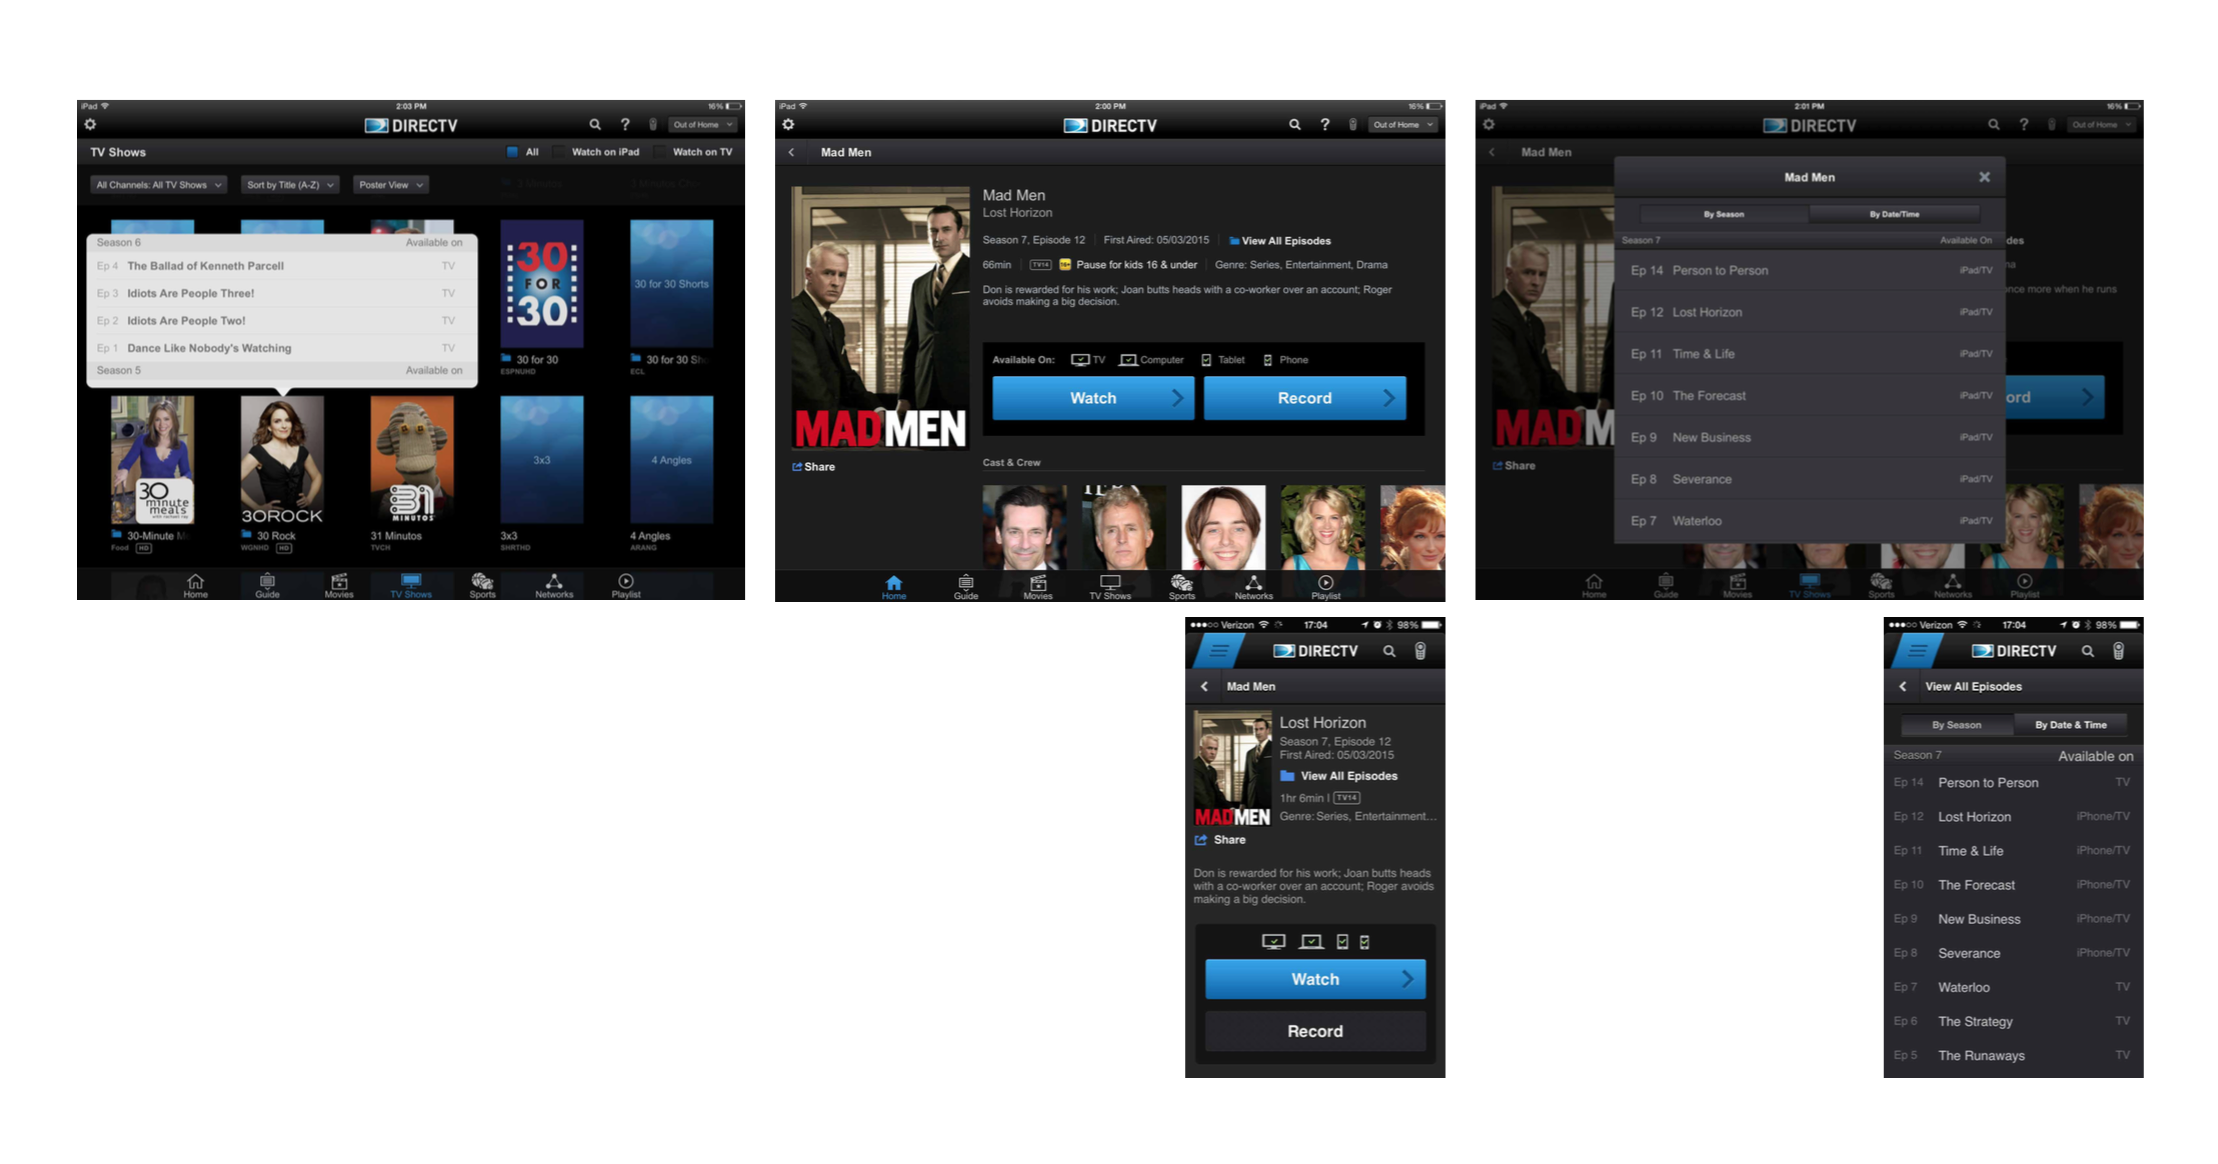 iPad 2:03 PM 16%
DIRECTV ? Out of Home
TV Shows All Watch on iPad Watch on TV
All Channels: All TV Shows Sort by Title (A-Z) Poster View
Season 6 Available on
Ep 4 The Ballad of Kenneth Parcell TV
Ep 3 Idiots Are People Three! TV
Ep 2 Idiots Are People Two! TV
Ep 1 Dance Like Nobody's Watching TV
Season 5 Available on
30 FOR 30
30 for 30 Shorts
30 for 30
ESPNUHD
30 for 30 Sh
ECL
30 minute meals
30ROCK
31 MINUTOS
3x3
4 Angles
30-Minute M
Food HD
30 Rock
WGNHD HD
31 Minutos
TVCH
3x3
SHRTHD
4 Angles
ARANG
Home Guide Movies TV Shows Sports Networks Playlist
iPad 2:00 PM 16%
DIRECTV ? Out of Home
Mad Men
MAD MEN
Share
Mad Men
Lost Horizon
Season 7, Episode 12 First Aired: 05/03/2015 View All Episodes
66min TV14 16+ Pause for kids 16 & under Genre: Series, Entertainment, Drama
Don is rewarded for his work; Joan butts heads with a co-worker over an account; Roger
avoids making a big decision.
Available On: TV Computer Tablet Phone
Watch Record
Cast & Crew
Home Guide Movies TV Shows Sports Networks Playlist
iPad 2:01 PM 16%
DIRECTV ? Out of Home
Mad Men
MAD M
Share
des
na
nce more when he runs
ord
Mad Men
By Season By Date/Time
Season 7 Available On
Ep 14 Person to Person iPad/TV
Ep 12 Lost Horizon iPad/TV
Ep 11 Time & Life iPad/TV
Ep 10 The Forecast iPad/TV
Ep 9 New Business iPad/TV
Ep 8 Severance iPad/TV
Ep 7 Waterloo iPad/TV
Home Guide Movies TV Shows Sports Networks Playlist
Verizon 17:04 98%
DIRECTV
Mad Men
MAD MEN
Lost Horizon
Season 7, Episode 12
First Aired: 05/03/2015
View All Episodes
1hr 6min | TV14
Genre: Series, Entertainment...
Share
Don is rewarded for his work; Joan butts heads
with a co-worker over an account; Roger avoids
making a big decision.
Watch
Record
Verizon 17:04 98%
DIRECTV
View All Episodes
By Season By Date & Time
Season 7 Available on
Ep 14 Person to Person TV
Ep 12 Lost Horizon iPhone/TV
Ep 11 Time & Life iPhone/TV
Ep 10 The Forecast iPhone/TV
Ep 9 New Business iPhone/TV
Ep 8 Severance iPhone/TV
Ep 7 Waterloo TV
Ep 6 The Strategy TV
Ep 5 The Runaways TV